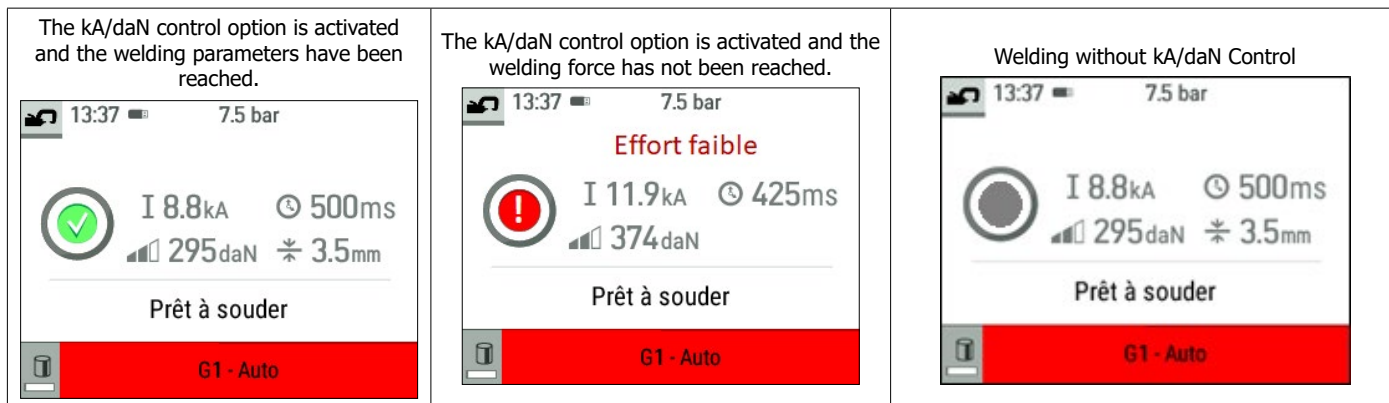 The kA/daN control option is activated
and the welding parameters have been
reached.
13:37 7.5 bar
I 8.8kA 500ms
295daN 3.5mm
Prêt à souder
G1 - Auto
The kA/daN control option is activated and the
welding force has not been reached.
13:37 7.5 bar
Effort faible
I 11.9kA 425ms
374daN
Prêt à souder
G1 - Auto
Welding without kA/daN Control
13:37 7.5 bar
I 8.8kA 500ms
295daN 3.5mm
Prêt à souder
G1 - Auto